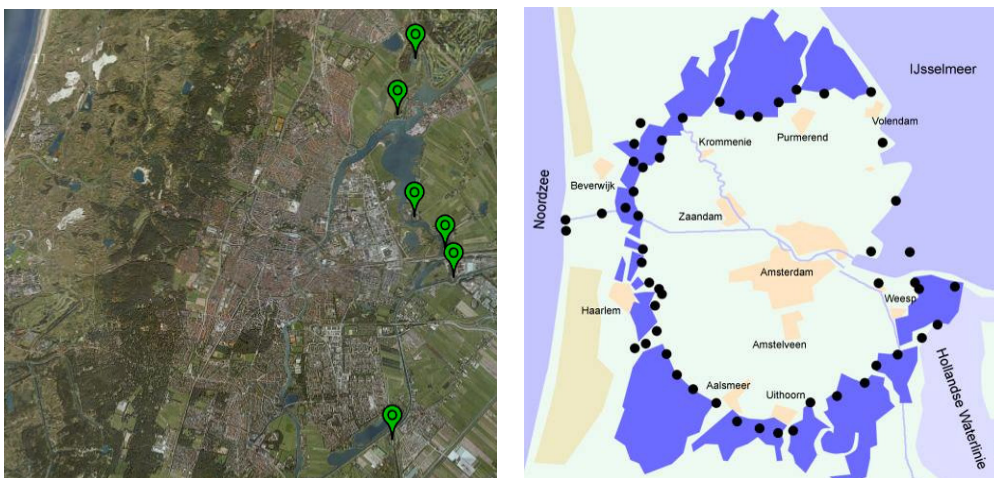 IJsselmeer
Volendam
Purmerend
Krommenie
Beverwijk
Noordzee
Zaandam
Amsterdam
Haarlem
Weesp
Amstelveen
Aalsmeer
Uithoorn
Hollandse Waterlinie